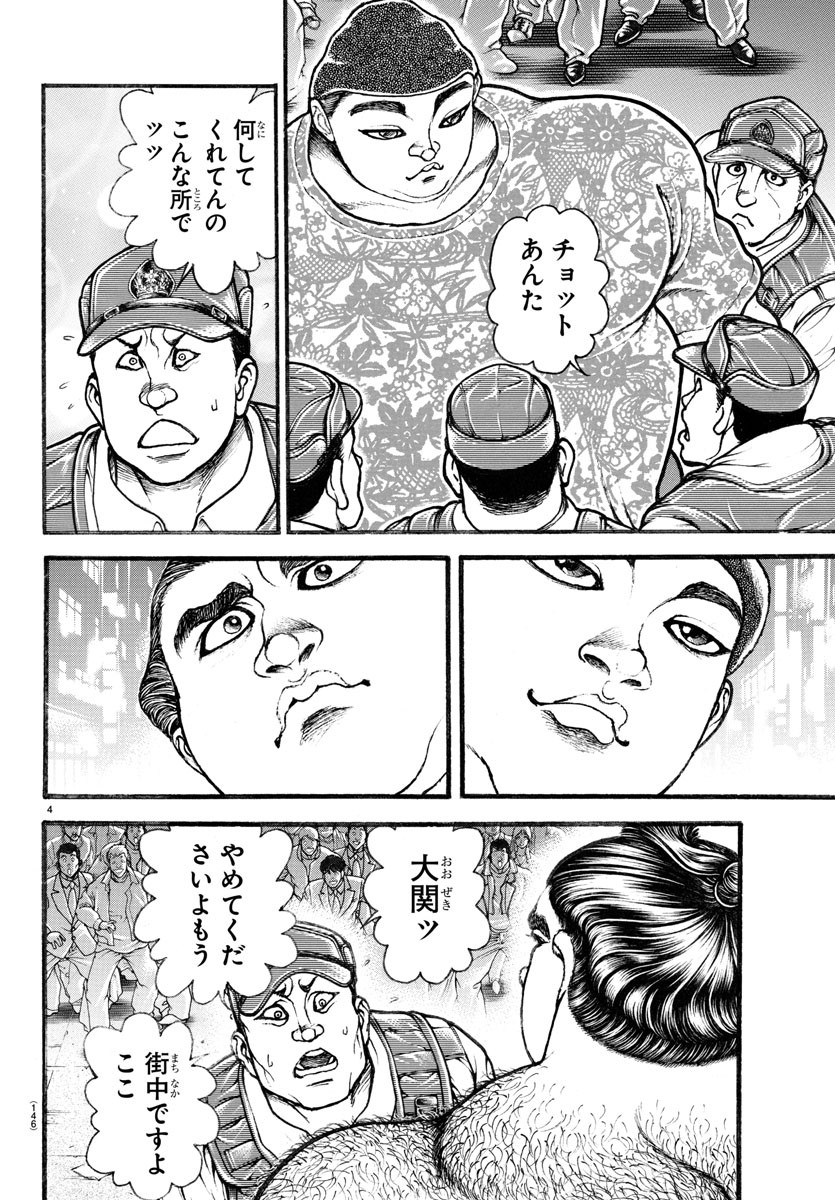 チョット
あんた
何して
くれてんの
こんな所で
ッッ
大関ッ
やめてくだ
さいよもう
街中ですよ
ここ
4
(146)